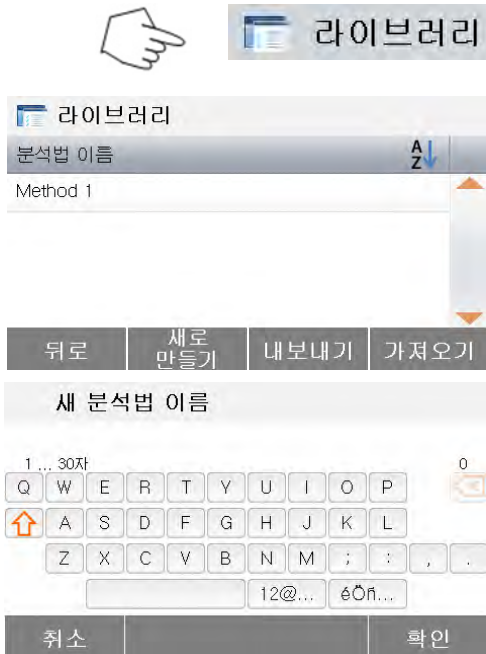 라이브러리
라이브러리
분석법 이름 A Z
Method 1
뒤로 새로 만들기 내보내기 가져오기
새 분석법 이름
1 ... 30자 0
Q W E R T Y U I O P
A S D F G H J K L
Z X C V B N M ; : , .
12@... éÖñ...
취소 확인